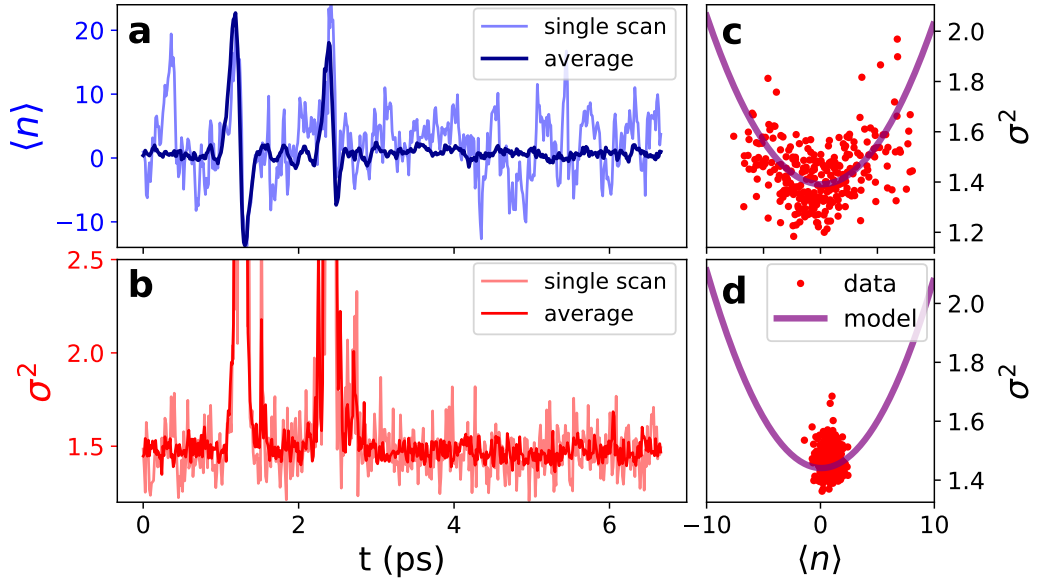 a
single scan
average
20
10
0
−10
⟨n⟩
b
single scan
average
2.5
2.0
1.5
σ²
0
2
4
6
t (ps)
c
2.0
1.8
1.6
1.4
1.2
σ²
d
data
model
2.0
1.8
1.6
1.4
σ²
−10
0
10
⟨n⟩